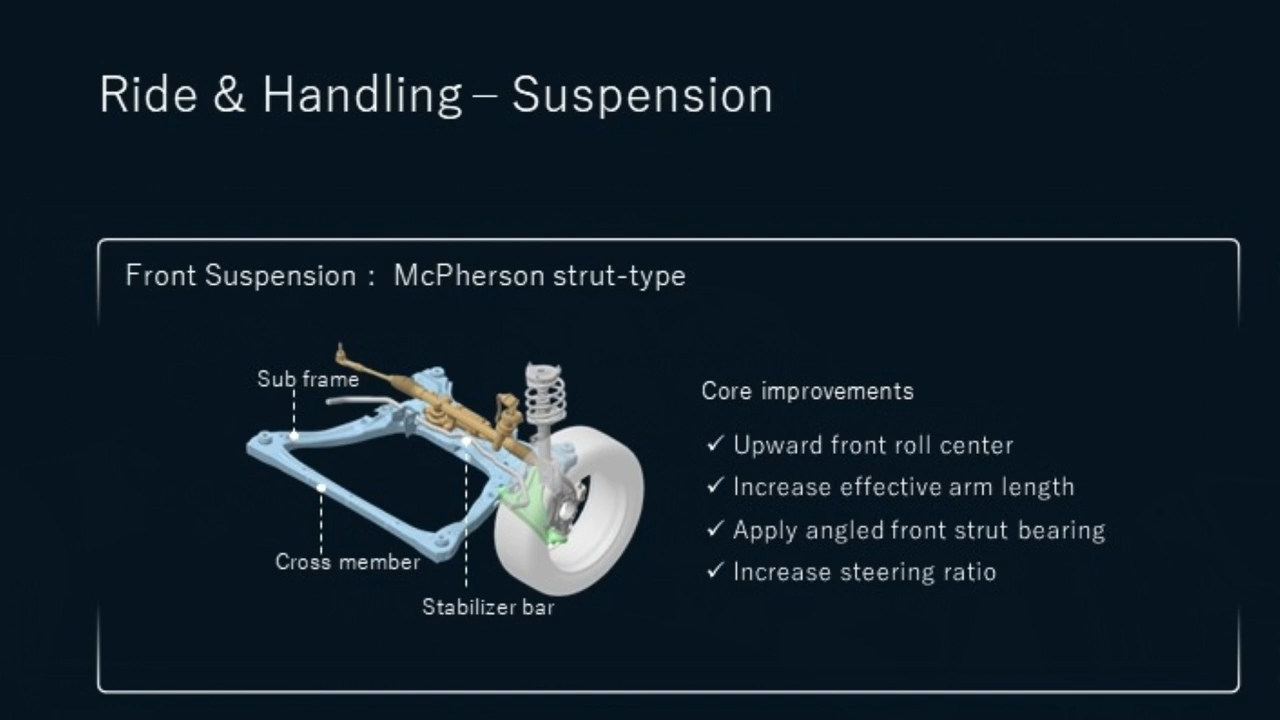 Ride & Handling – Suspension
Front Suspension : McPherson strut-type
Sub frame
Cross member
Stabilizer bar
Core improvements
✓ Upward front roll center
✓ Increase effective arm length
✓ Apply angled front strut bearing
✓ Increase steering ratio